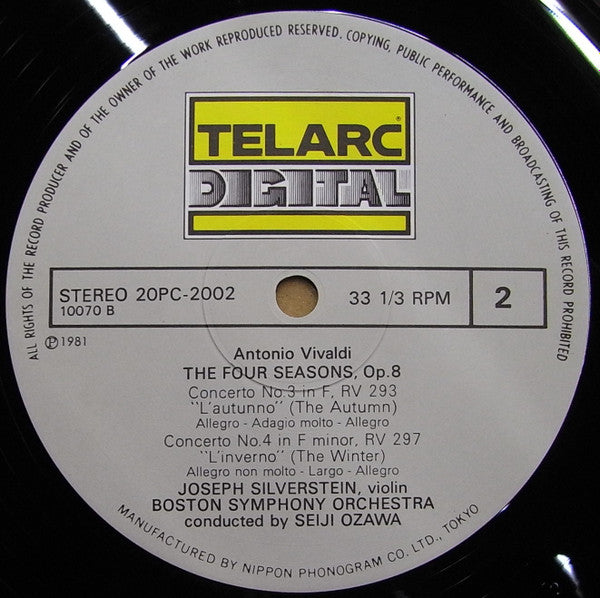 ALL RIGHTS OF THE RECORD PRODUCER AND OF THE OWNER OF THE WORK REPRODUCED RESERVED. COPYING, PUBLIC PERFORMANCE AND BROADCASTING OF THIS RECORD PROHIBITED
TELARC®
DIGITAL
STEREO 20PC-2002
10070 B
33 1/3 RPM
2
℗1981
Antonio Vivaldi
THE FOUR SEASONS, Op.8
Concerto No.3 in F, RV 293
"L'autunno" (The Autumn)
Allegro - Adagio molto - Allegro
Concerto No.4 in F minor, RV 297
"L'inverno" (The Winter)
Allegro non molto - Largo - Allegro
JOSEPH SILVERSTEIN, violin
BOSTON SYMPHONY ORCHESTRA
conducted by SEIJI OZAWA
MANUFACTURED BY NIPPON PHONOGRAM CO. LTD., TOKYO